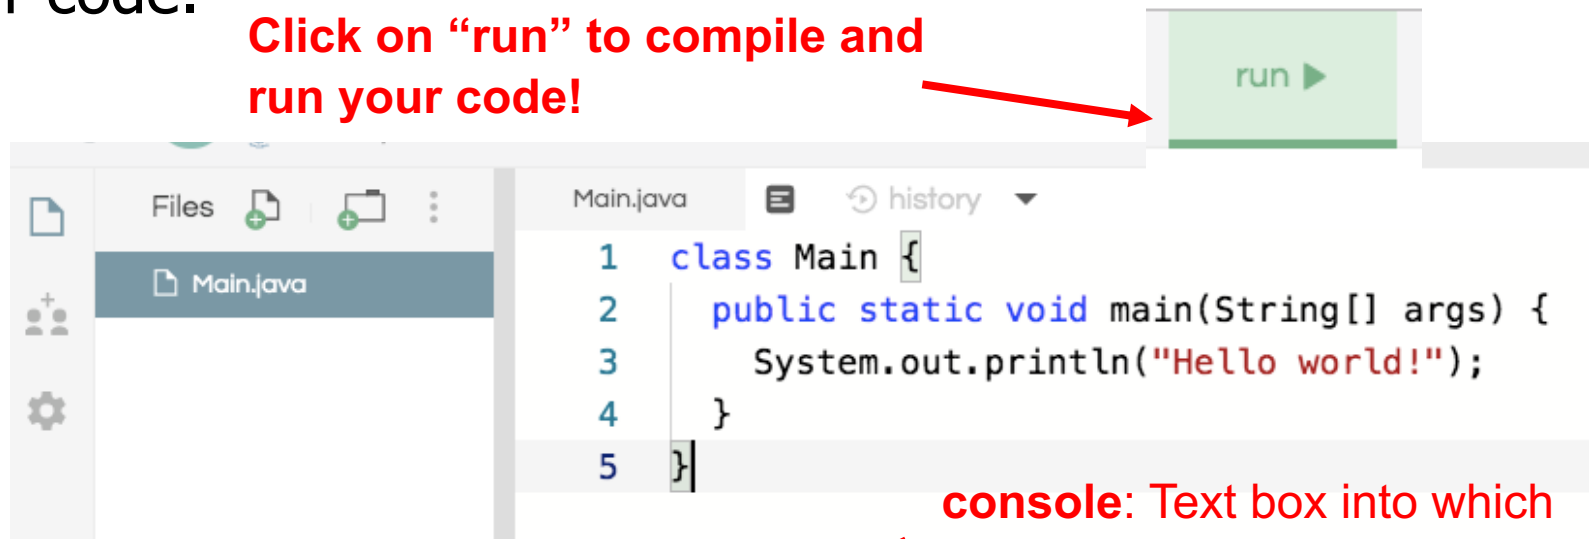 code.
Click on “run” to compile and
run your code!
run
Files
Main.java
history
Main.java
1 class Main {
2 public static void main(String[] args) {
3 System.out.println("Hello world!");
4 }
5 }
console: Text box into which